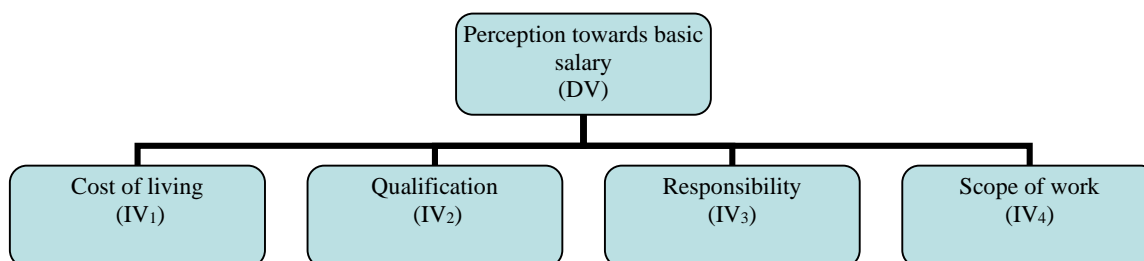 Perception towards basic
salary
(DV)
Cost of living
(IV₁)
Qualification
(IV₂)
Responsibility
(IV₃)
Scope of work
(IV₄)